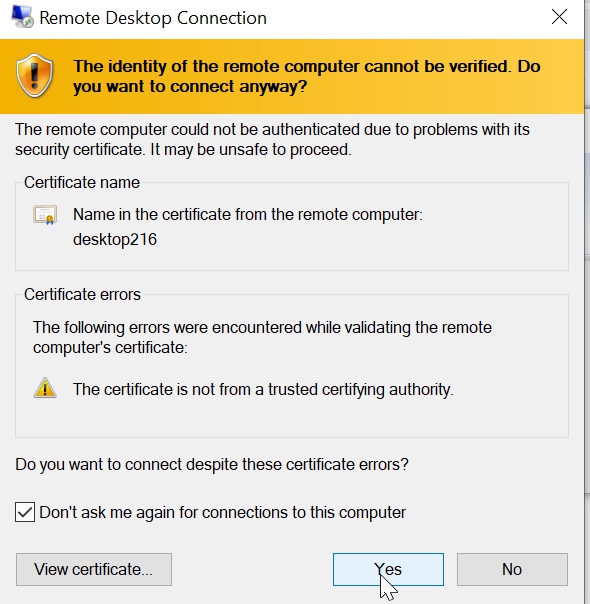 Remote Desktop Connection
The identity of the remote computer cannot be verified. Do
you want to connect anyway?
The remote computer could not be authenticated due to problems with its
security certificate. It may be unsafe to proceed.
Certificate name
Name in the certificate from the remote computer:
desktop216
Certificate errors
The following errors were encountered while validating the remote
computer's certificate:
The certificate is not from a trusted certifying authority.
Do you want to connect despite these certificate errors?
Don't ask me again for connections to this computer
View certificate... Yes No